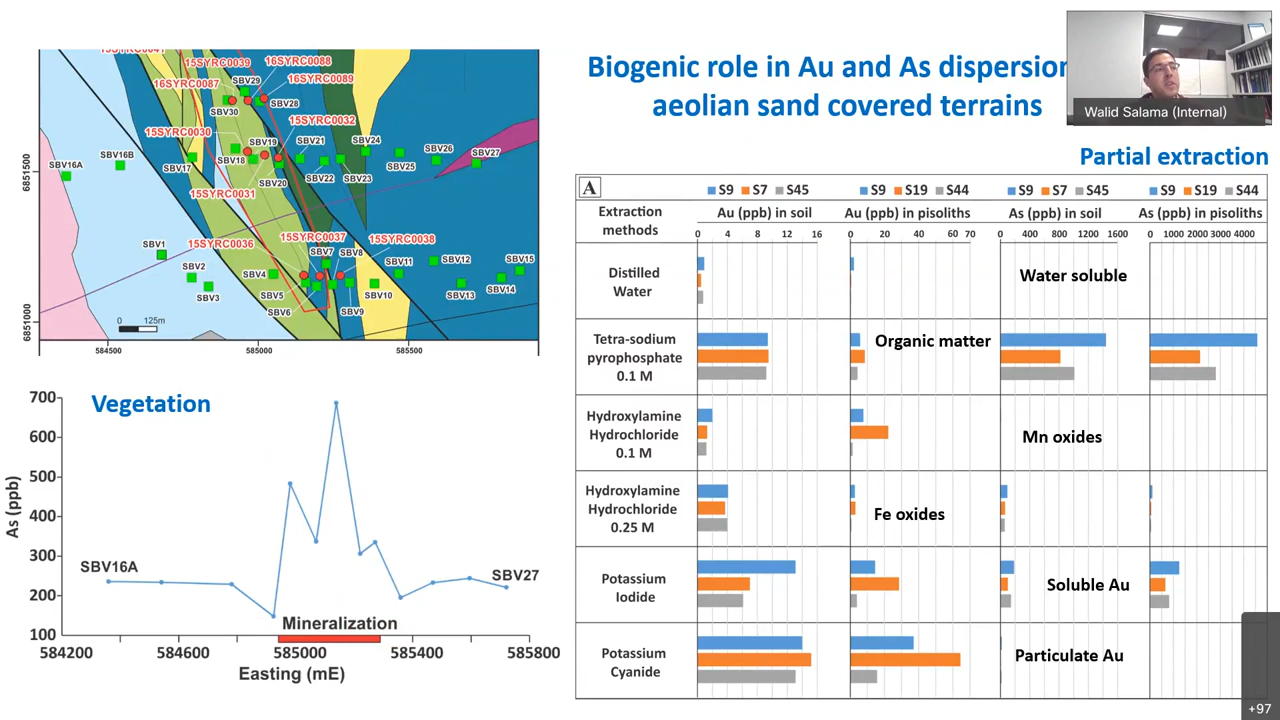 Biogenic role in Au and As dispersion
aeolian sand covered terrains
Walid Salama (Internal)
Partial extraction
15SYRC0039
16SYRC0088
16SYRC0087
16SYRC0089
SBV29
SBV30
SBV28
15SYRC0030
15SYRC0032
SBV16A
SBV16B
SBV17
SBV18
SBV19
SBV20
SBV21
SBV22
SBV23
SBV24
SBV25
SBV26
SBV27
15SYRC0031
15SYRC0036
15SYRC0037
15SYRC0038
SBV1
SBV2
SBV3
SBV4
SBV5
SBV6
SBV7
SBV8
SBV9
SBV10
SBV11
SBV12
SBV13
SBV14
SBV15
6851500
6851000
0 125m
584500 585000 585500
Vegetation
As (ppb)
700
600
500
400
300
200
100
SBV16A
SBV27
Mineralization
584200 584600 585000 585400 585800
Easting (mE)
A
S9 S7 S45 S9 S19 S44 S9 S7 S45 S9 S19 S44
Extraction
methods
Au (ppb) in soil Au (ppb) in pisoliths As (ppb) in soil As (ppb) in pisoliths
0 4 8 12 16 0 20 40 60 70 0 400 800 1200 1600 0 1000 2000 3000 4000
Distilled
Water
Water soluble
Tetra-sodium
pyrophosphate
0.1 M
Organic matter
Hydroxylamine
Hydrochloride
0.1 M
Mn oxides
Hydroxylamine
Hydrochloride
0.25 M
Fe oxides
Potassium
Iodide
Soluble Au
Potassium
Cyanide
Particulate Au
+97